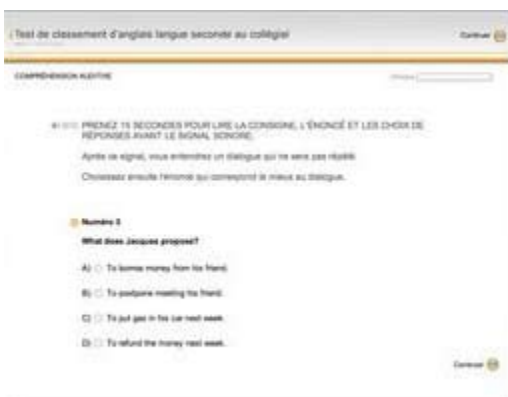 Test de classement d'anglais langue seconde au collégial
Continuer
COMPRÉHENSION AUDITIVE
PRENEZ 15 SECONDES POUR LIRE LA CONSIGNE, L'ÉNONCÉ ET LES CHOIX DE
RÉPONSES AVANT LE SIGNAL SONORE.
Après ce signal, vous entendrez un dialogue qui ne sera pas répété.
Choisissez ensuite l'énoncé qui correspond le mieux au dialogue.
Numéro 3
What does Jacques propose?
A) To borrow money from his friend.
B) To postpone meeting his friend.
C) To put gas in his car next week.
D) To refund the money next week.
Continuer